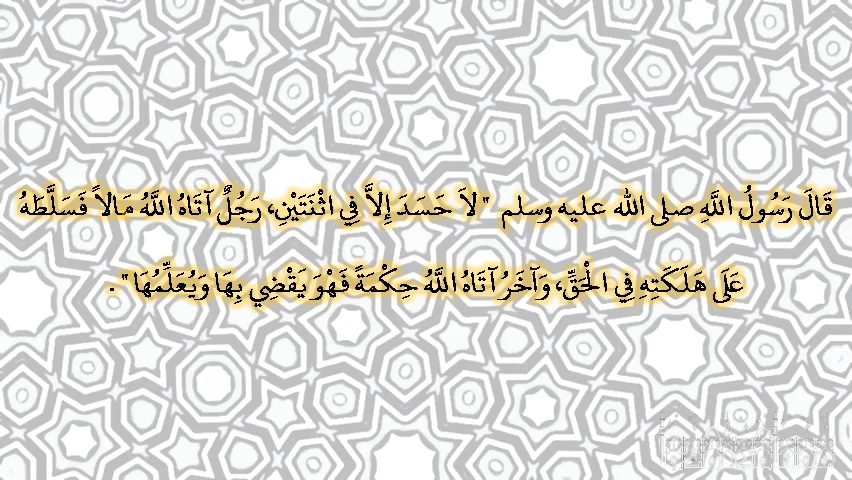 قَالَ رَسُولُ اللَّهِ صلى الله عليه وسلم ‏"‏ لاَ حَسَدَ إِلاَّ فِي اثْنَتَيْنِ، رَجُلٌ آتَاهُ اللَّهُ مَالاً فَسَلَّطَهُ
عَلَى هَلَكَتِهِ فِي الْحَقِّ، وَآخَرُ آتَاهُ اللَّهُ حِكْمَةً فَهْوَ يَقْضِي بِهَا وَيُعَلِّمُهَا ‏"‏ ‏.‏